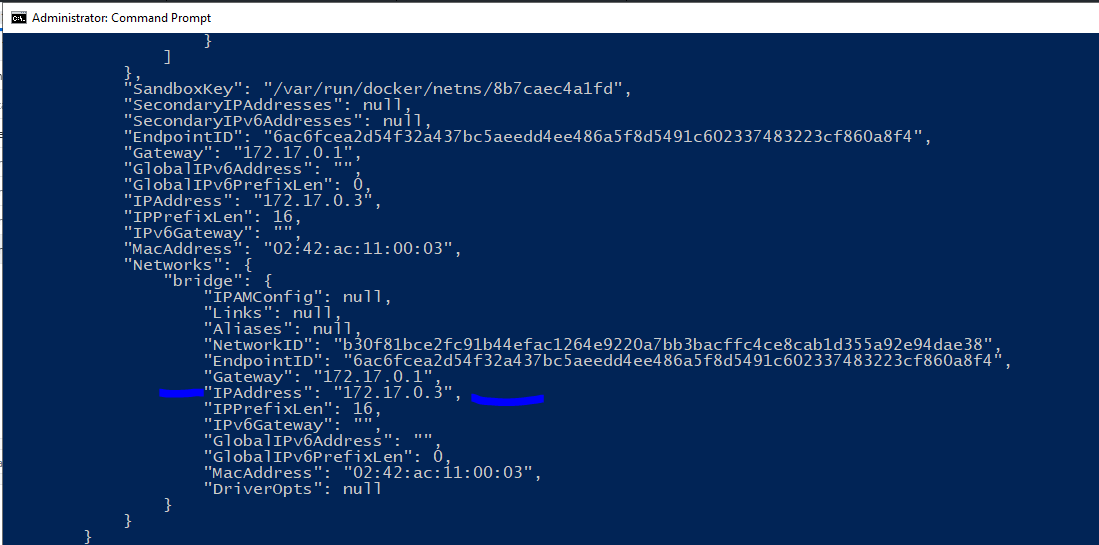 Administrator: Command Prompt
}
]
},
"SandboxKey": "/var/run/docker/netns/8b7caec4a1fd",
"SecondaryIPAddresses": null,
"SecondaryIPv6Addresses": null,
"EndpointID": "6ac6fcea2d54f32a437bc5aeedd4ee486a5f8d5491c602337483223cf860a8f4",
"Gateway": "172.17.0.1",
"GlobalIPv6Address": "",
"GlobalIPv6PrefixLen": 0,
"IPAddress": "172.17.0.3",
"IPPrefixLen": 16,
"IPv6Gateway": "",
"MacAddress": "02:42:ac:11:00:03",
"Networks": {
"bridge": {
"IPAMConfig": null,
"Links": null,
"Aliases": null,
"NetworkID": "b30f81bce2fc91b44efac1264e9220a7bb3bacffc4ce8cab1d355a92e94dae38",
"EndpointID": "6ac6fcea2d54f32a437bc5aeedd4ee486a5f8d5491c602337483223cf860a8f4",
"Gateway": "172.17.0.1",
"IPAddress": "172.17.0.3",
"IPPrefixLen": 16,
"IPv6Gateway": "",
"GlobalIPv6Address": "",
"GlobalIPv6PrefixLen": 0,
"MacAddress": "02:42:ac:11:00:03",
"DriverOpts": null
}
}
}